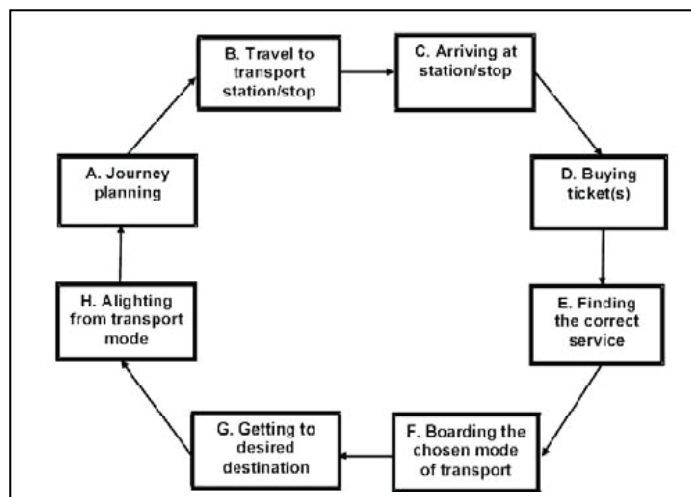 B. Travel to
transport
station/stop
C. Arriving at
station/stop
A. Journey
planning
D. Buying
ticket(s)
H. Alighting
from transport
mode
E. Finding
the correct
service
G. Getting to
desired
destination
F. Boarding the
chosen mode
of transport